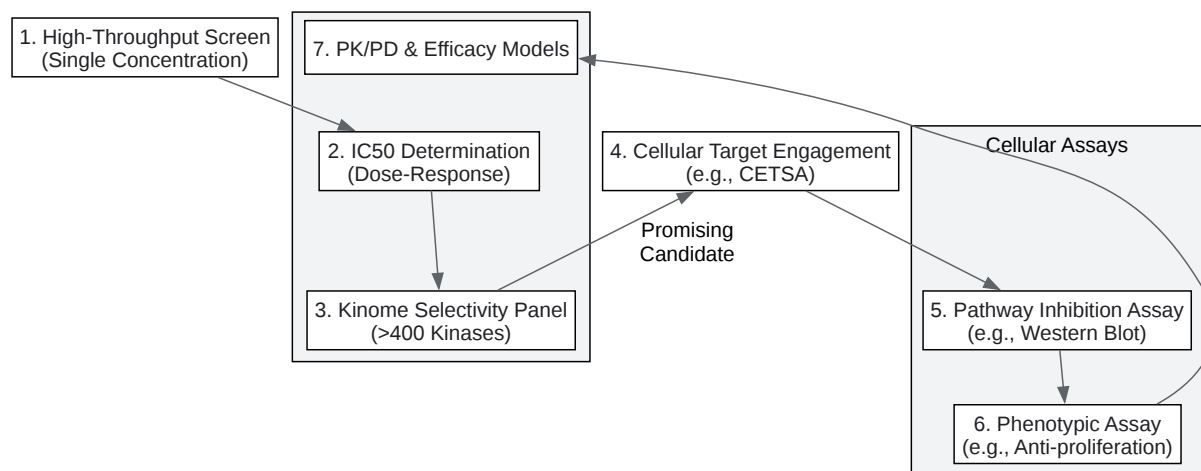 1. High-Throughput Screen
(Single Concentration)
7. PK/PD & Efficacy Models
2. IC50 Determination
(Dose-Response)
4. Cellular Target Engagement
(e.g., CETSA)
Cellular Assays
Promising
Candidate
3. Kinome Selectivity Panel
(>400 Kinases)
5. Pathway Inhibition Assay
(e.g., Western Blot)
6. Phenotypic Assay
(e.g., Anti-proliferation)